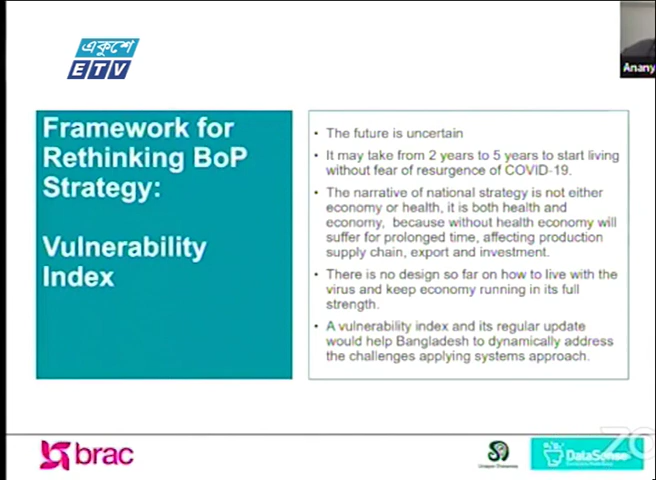 একুশে
ETV
Anany
Framework for
Rethinking BoP
Strategy:
Vulnerability
Index
• The future is uncertain
• It may take from 2 years to 5 years to start living
without fear of resurgence of COVID-19.
• The narrative of national strategy is not either
economy or health, it is both health and
economy, because without health economy will
suffer for prolonged time, affecting production
supply chain, export and investment.
• There is no design so far on how to live with the
virus and keep economy running in its full
strength.
• A vulnerability index and its regular update
would help Bangladesh to dynamically address
the challenges applying systems approach.
brac
DataSense
ZO